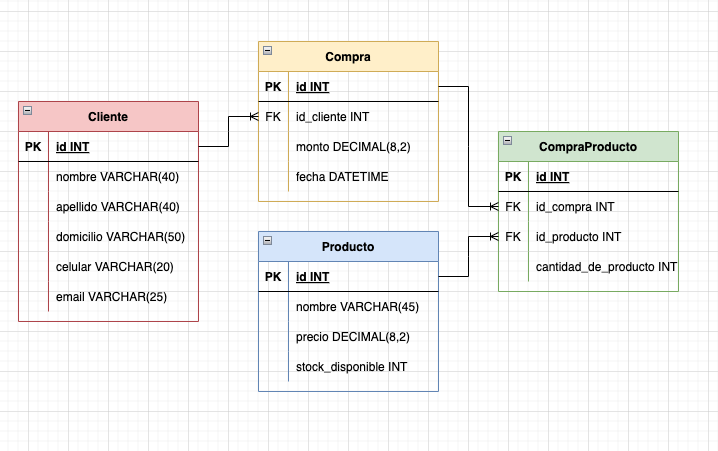 Cliente
PK id INT
nombre VARCHAR(40)
apellido VARCHAR(40)
domicilio VARCHAR(50)
celular VARCHAR(20)
email VARCHAR(25)
Compra
PK id INT
FK id_cliente INT
monto DECIMAL(8,2)
fecha DATETIME
Producto
PK id INT
nombre VARCHAR(45)
precio DECIMAL(8,2)
stock_disponible INT
CompraProducto
PK id INT
FK id_compra INT
FK id_producto INT
cantidad_de_producto INT